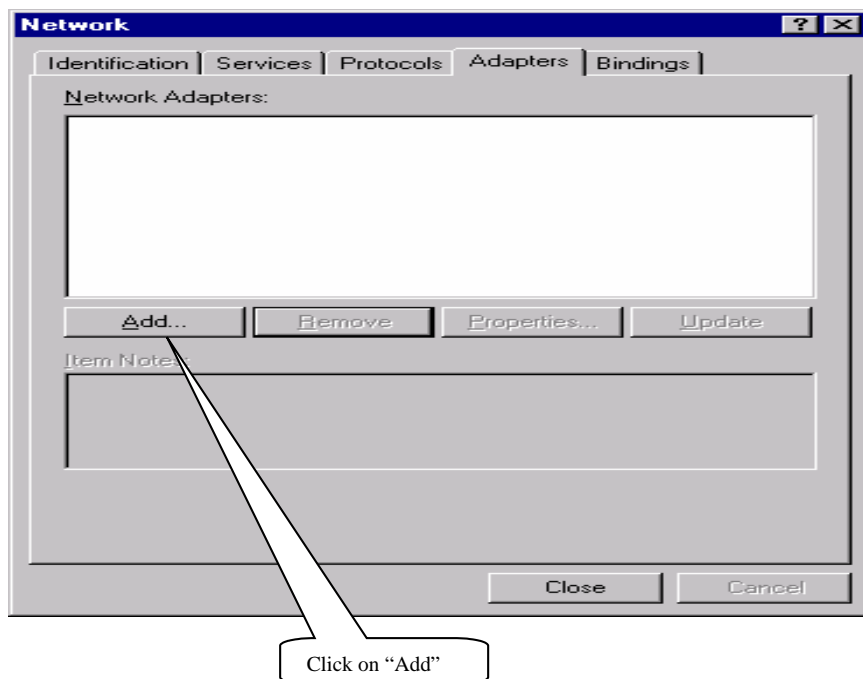 Network
Identification Services Protocols Adapters Bindings
Network Adapters:
Add... Remove Properties... Update
Item Notes:
Close Cancel
Click on “Add”